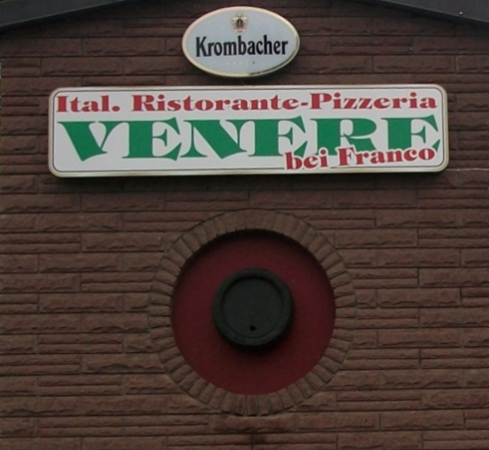 Krombacher
Ital. Ristorante-Pizzeria
VENERE
bei Franco